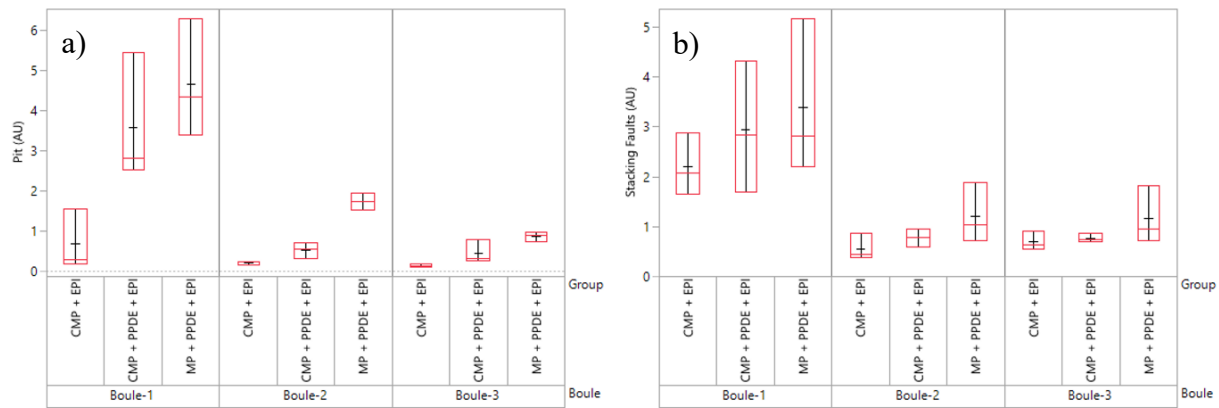 a)
Pit (AU)
6
5
4
3
2
1
0
CMP + EPI
CMP + PPDE + EPI
MP + PPDE + EPI
CMP + EPI
CMP + PPDE + EPI
MP + PPDE + EPI
CMP + EPI
CMP + PPDE + EPI
MP + PPDE + EPI
Group
Boule-1
Boule-2
Boule-3
Boule
b)
Stacking Faults (AU)
5
4
3
2
1
0
CMP + EPI
CMP + PPDE + EPI
MP + PPDE + EPI
CMP + EPI
CMP + PPDE + EPI
MP + PPDE + EPI
CMP + EPI
CMP + PPDE + EPI
MP + PPDE + EPI
Group
Boule-1
Boule-2
Boule-3
Boule